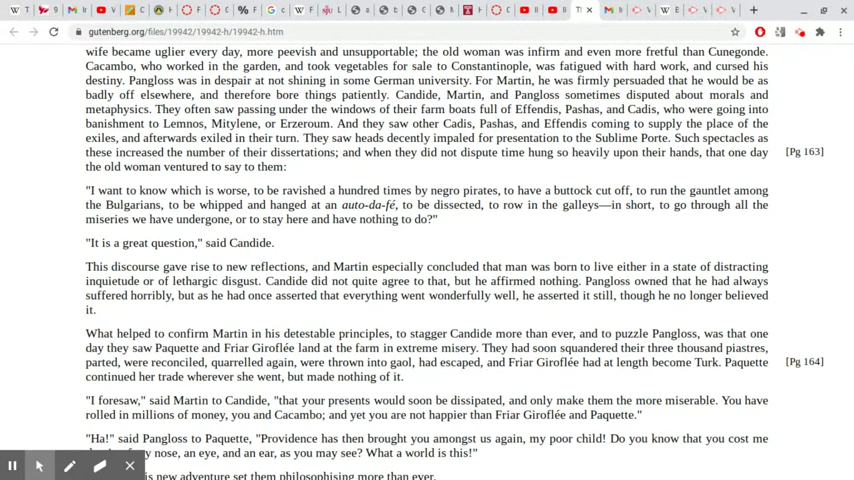 gutenberg.org/files/19942/19942-h/19942-h.htm
wife became uglier every day, more peevish and unsupportable; the old woman was infirm and even more fretful than Cunegonde.
Cacambo, who worked in the garden, and took vegetables for sale to Constantinople, was fatigued with hard work, and cursed his
destiny. Pangloss was in despair at not shining in some German university. For Martin, he was firmly persuaded that he would be as
badly off elsewhere, and therefore bore things patiently. Candide, Martin, and Pangloss sometimes disputed about morals and
metaphysics. They often saw passing under the windows of their farm boats full of Effendis, Pashas, and Cadis, who were going into
banishment to Lemnos, Mitylene, or Erzeroum. And they saw other Cadis, Pashas, and Effendis coming to supply the place of the
exiles, and afterwards exiled in their turn. They saw heads decently impaled for presentation to the Sublime Porte. Such spectacles as
these increased the number of their dissertations; and when they did not dispute time hung so heavily upon their hands, that one day
[Pg 163]
the old woman ventured to say to them:
"I want to know which is worse, to be ravished a hundred times by negro pirates, to have a buttock cut off, to run the gauntlet among
the Bulgarians, to be whipped and hanged at an auto-da-fé, to be dissected, to row in the galleys—in short, to go through all the
miseries we have undergone, or to stay here and have nothing to do?"
"It is a great question," said Candide.
This discourse gave rise to new reflections, and Martin especially concluded that man was born to live either in a state of distracting
inquietude or of lethargic disgust. Candide did not quite agree to that, but he affirmed nothing. Pangloss owned that he had always
suffered horribly, but as he had once asserted that everything went wonderfully well, he asserted it still, though he no longer believed
it.
What helped to confirm Martin in his detestable principles, to stagger Candide more than ever, and to puzzle Pangloss, was that one
day they saw Paquette and Friar Giroflée land at the farm in extreme misery. They had soon squandered their three thousand piastres,
parted, were reconciled, quarrelled again, were thrown into gaol, had escaped, and Friar Giroflée had at length become Turk. Paquette
[Pg 164]
continued her trade wherever she went, but made nothing of it.
"I foresaw," said Martin to Candide, "that your presents would soon be dissipated, and only make them the more miserable. You have
rolled in millions of money, you and Cacambo; and yet you are not happier than Friar Giroflée and Paquette."
"Ha!" said Pangloss to Paquette, "Providence has then brought you amongst us again, my poor child! Do you know that you cost me
nose, an eye, and an ear, as you may see? What a world is this!"
is new adventure set them philosophising more than ever.